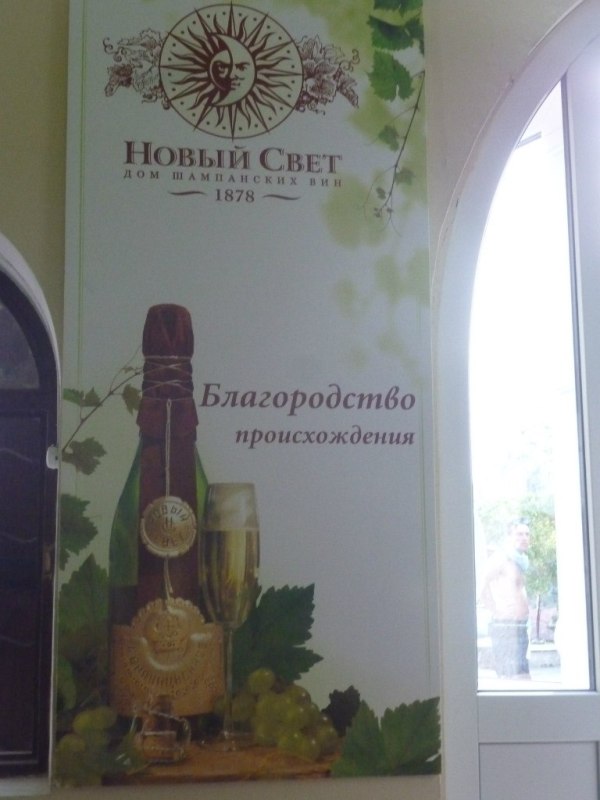 НОВЫЙ СВЕТ
ДОМ ШАМПАНСКИХ ВИН
1878
Благородство
происхождения